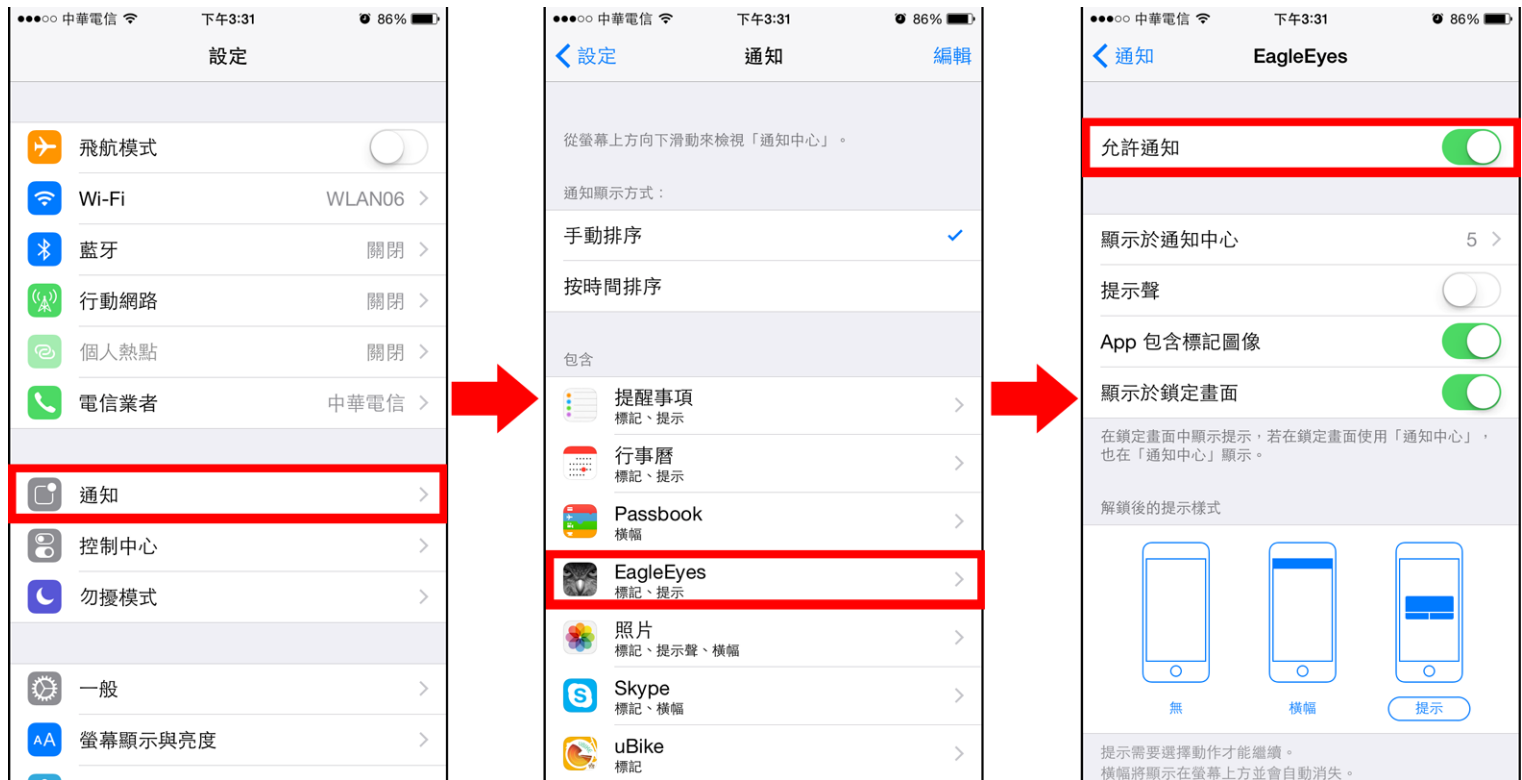 中華電信 下午3:31 86%
設定
飛航模式
Wi-Fi WLAN06
藍牙 關閉
行動網路 關閉
個人熱點 關閉
電信業者 中華電信
通知
控制中心
勿擾模式
一般
AA 螢幕顯示與亮度
中華電信 下午3:31 86%
設定 通知 編輯
從螢幕上方向下滑動來檢視「通知中心」。
通知顯示方式：
手動排序
按時間排序
包含
提醒事項
標記、提示
行事曆
標記、提示
Passbook
橫幅
EagleEyes
標記、提示
照片
標記、提示聲、橫幅
Skype
標記、橫幅
uBike
標記
中華電信 下午3:31 86%
通知 EagleEyes
允許通知
顯示於通知中心 5
提示聲
App 包含標記圖像
顯示於鎖定畫面
在鎖定畫面中顯示提示，若在鎖定畫面使用「通知中心」，
也在「通知中心」顯示。
解鎖後的提示樣式
無 橫幅 提示
提示需要選擇動作才能繼續。
橫幅將顯示在螢幕上方並會自動消失。